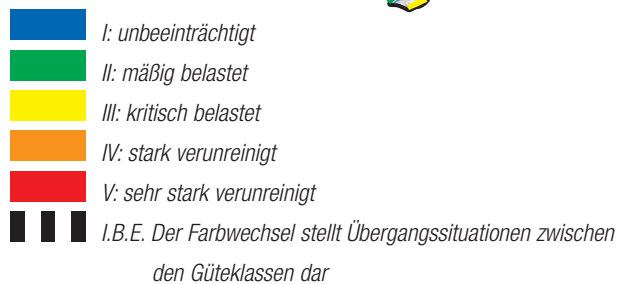 I: unbeeinträchtigt
II: mäßig belastet
III: kritisch belastet
IV: stark verunreinigt
V: sehr stark verunreinigt
I.B.E. Der Farbwechsel stellt Übergangssituationen zwischen
den Güteklassen dar